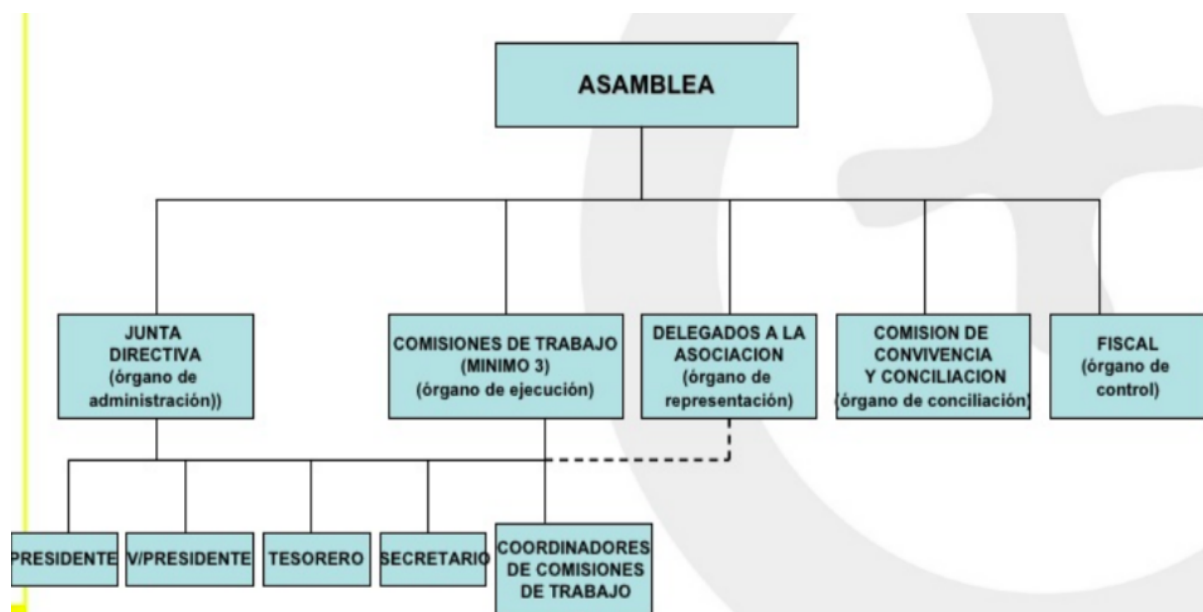 ASAMBLEA
JUNTA
DIRECTIVA
(órgano de
administración))
COMISIONES DE TRABAJO
(MINIMO 3)
(órgano de ejecución)
DELEGADOS A LA
ASOCIACION
(órgano de
representación)
COMISION DE
CONVIVENCIA
Y CONCILIACION
(órgano de conciliación)
FISCAL
(órgano de
control)
PRESIDENTE
V/PRESIDENTE
TESORERO
SECRETARIO
COORDINADORES
DE COMISIONES
DE TRABAJO